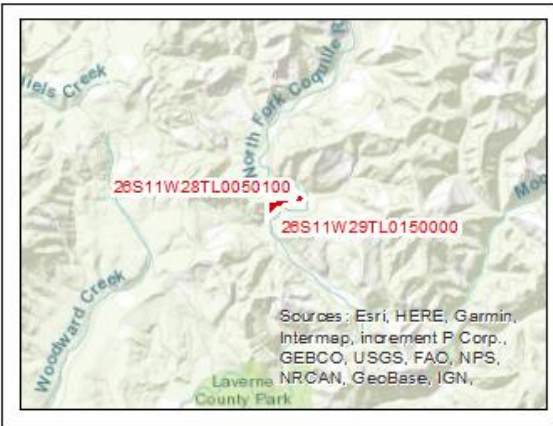 iels Creek
North Fork Coquille R
26S11W28TL0050100
Moo
26S11W29TL0150000
Woodward Creek
Sources: Esri, HERE, Garmin,
Intermap, increment P Corp.,
GEBCO, USGS, FAO, NPS,
NRCAN, GeoBase, IGN,
Laverne
County Park